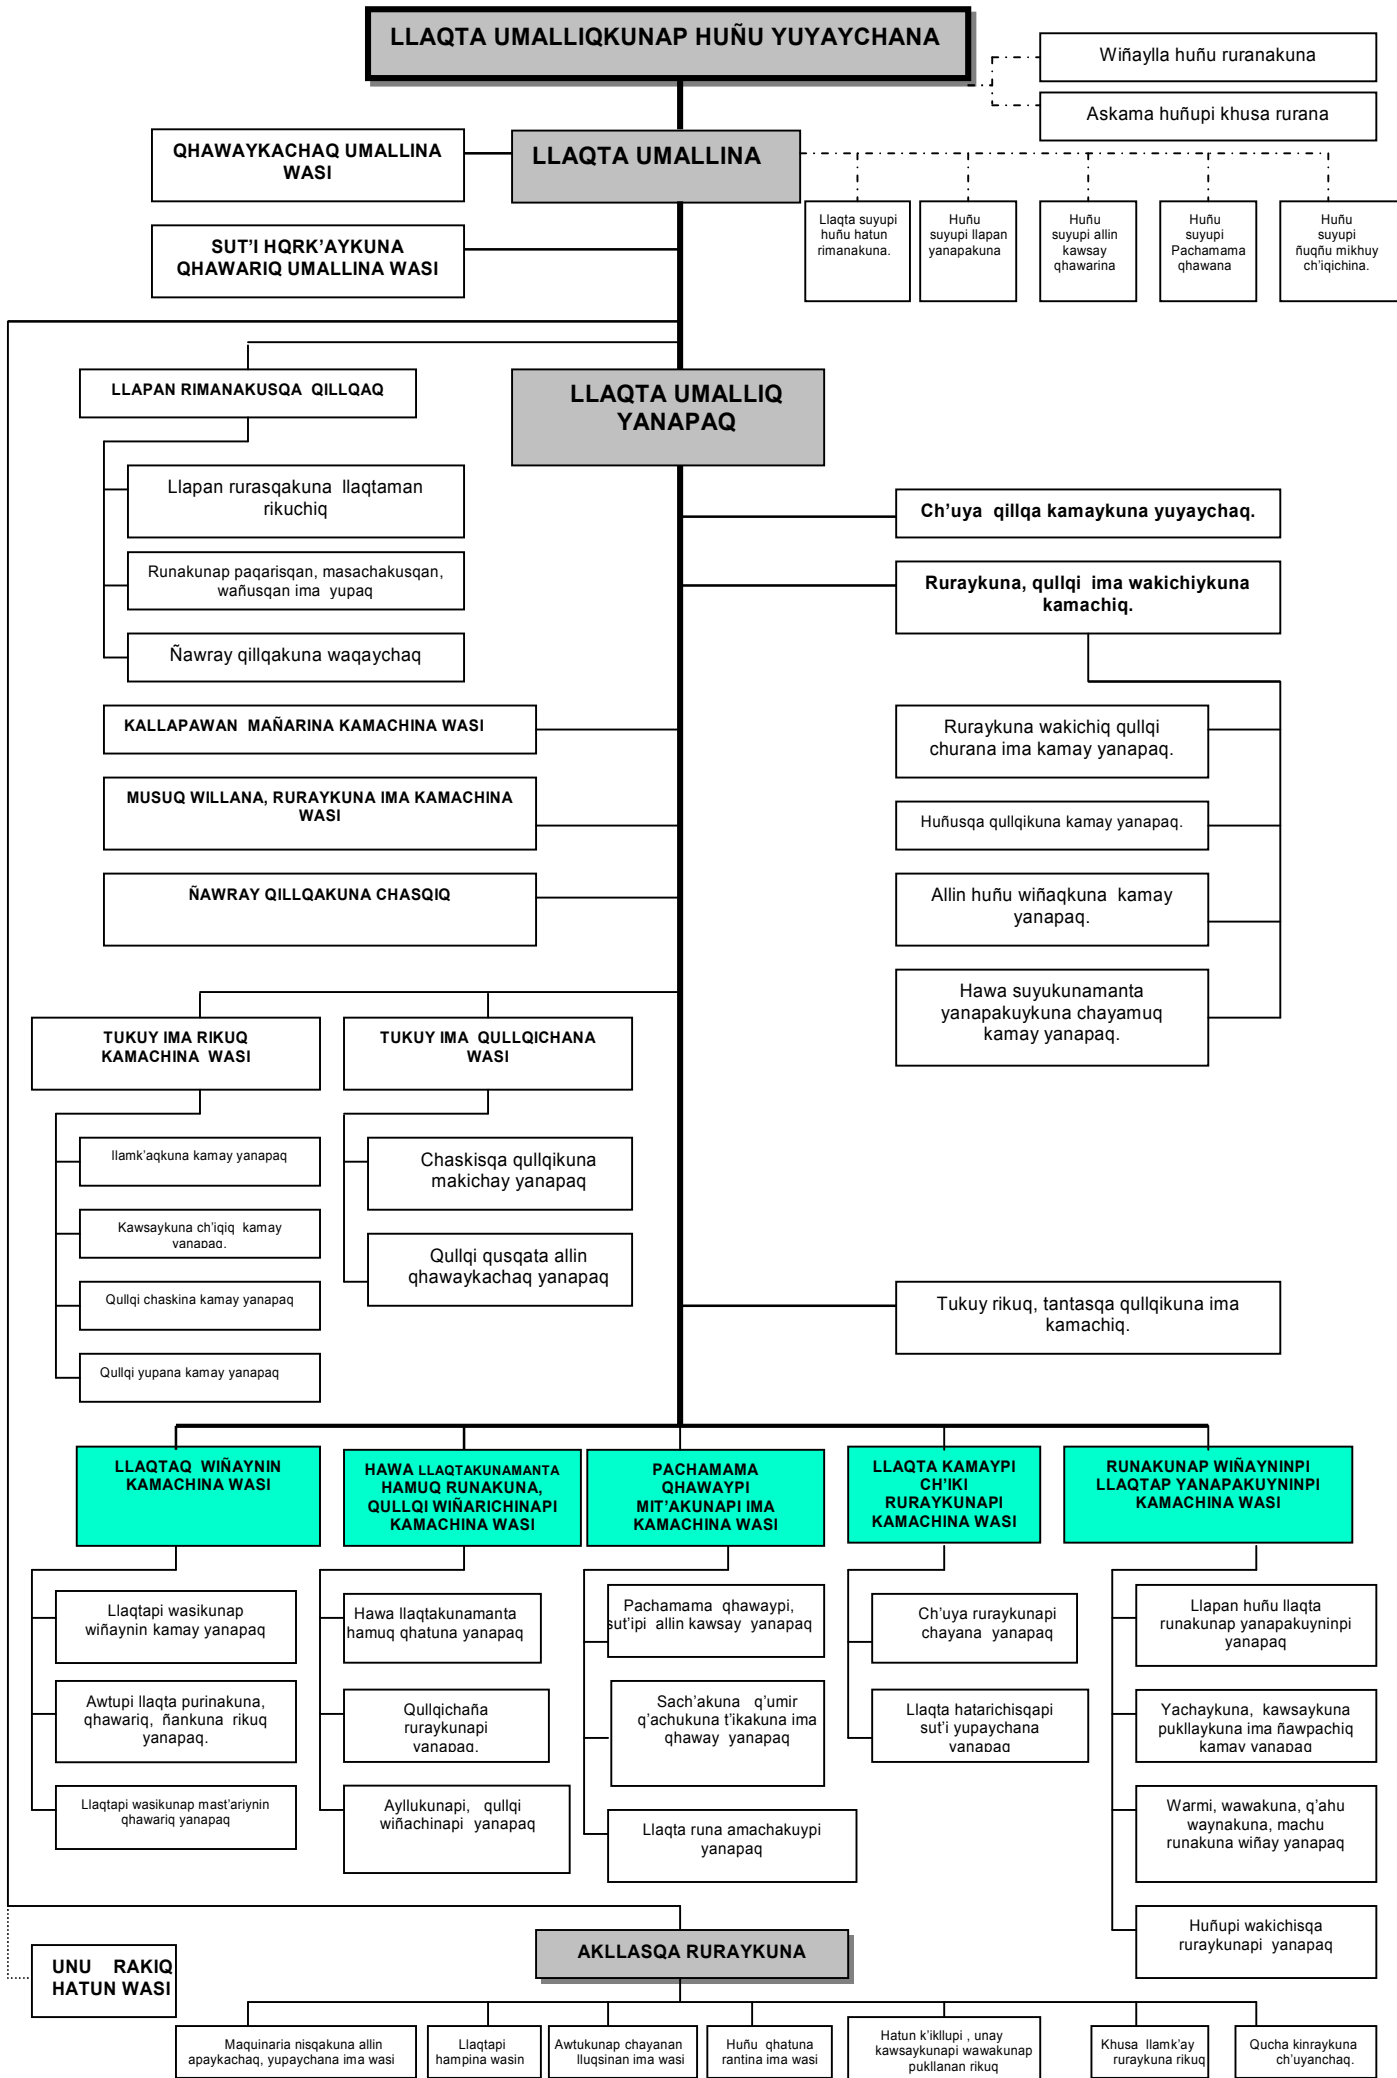 LLAQTA UMALLIQKUNAP HUÑU YUYAYCHANA
Wiñaylla huñu ruranakuna
Askama huñupi khusa rurana
QHAWAYKACHAQ UMALLINA
WASI
LLAQTA UMALLINA
SUT'I HQRK'AYKUNA
QHAWARIQ UMALLINA WASI
Llaqta suyupi
huñu hatun
rimanakuna.
Huñu
suyupi llapan
yanapakuna
Huñu
suyupi allin
kawsay
qhawarina
Huñu
suyupi
Pachamama
qhawana
Huñu
suyupi
ñuqñu mikhuy
ch'iqichina.
LLAPAN RIMANAKUSQA QILLQAQ
LLAQTA UMALLIQ
YANAPAQ
Llapan rurasqakuna llaqtaman
rikuchiq
Runakunap paqarisqan, masachakusqan,
wañusqan ima yupaq
Ñawray qillqakuna waqaychaq
Ch'uya qillqa kamaykuna yuyaychaq.
Ruraykuna, qullqi ima wakichiykuna
kamachiq.
KALLAPAWAN MAÑARINA KAMACHINA WASI
MUSUQ WILLANA, RURAYKUNA IMA KAMACHINA
WASI
ÑAWRAY QILLQAKUNA CHASQIQ
Ruraykuna wakichiq qullqi
churana ima kamay yanapaq.
Huñusqa qullqikuna kamay yanapaq.
Allin huñu wiñaqkuna kamay
yanapaq.
Hawa suyukunamanta
yanapakuykuna chayamuq
kamay yanapaq.
TUKUY IMA RIKUQ
KAMACHINA WASI
TUKUY IMA QULLQICHANA
WASI
llamk'aqkuna kamay yanapaq
Kawsaykuna ch'iqiq kamay
yanapaq.
Qullqi chaskina kamay yanapaq
Qullqi yupana kamay yanapaq
Chaskisqa qullqikuna
makichay yanapaq
Qullqi qusqata allin
qhawaykachaq yanapaq
Tukuy rikuq, tantasqa qullqikuna ima
kamachiq.
LLAQTAQ WIÑAYNIN
KAMACHINA WASI
HAWA LLAQTAKUNAMANTA
HAMUQ RUNAKUNA,
QULLQI WIÑARICHINAPI
KAMACHINA WASI
PACHAMAMA
QHAWAYPI
MIT'AKUNAPI IMA
KAMACHINA WASI
LLAQTA KAMAYPI
CH'IKI
RURAYKUNAPI
KAMACHINA WASI
RUNAKUNAP WIÑAYNINPI
LLAQTAP YANAPAKUYNINPI
KAMACHINA WASI
Llaqtapi wasikunap
wiñaynin kamay yanapaq
Awtupi llaqta purinakuna,
qhawariq, ñankuna rikuq
yanapaq.
Llaqtapi wasikunap mast'ariynin
qhawariq yanapaq
Hawa llaqtakunamanta
hamuq qhatuna yanapaq
Qullqichaña
ruraykunapi
yanapaq.
Ayllukunapi, qullqi
wiñachinapi yanapaq
Pachamama qhawaypi,
sut'ipi allin kawsay yanapaq
Sach'akuna q'umir
q'achukuna t'ikakuna ima
qhaway yanapaq
Llaqta runa amachakuypi
yanapaq
Ch'uya ruraykunapi
chayana yanapaq
Llaqta hatarichisqapi
sut'i yupaychana
yanapaq
Llapan huñu llaqta
runakunap yanapakuyninpi
yanapaq
Yachaykuna, kawsaykuna
pukllaykuna ima ñawpachiq
kamay yanapaq
Warmi, wawakuna, q'ahu
waynakuna, machu
runakuna wiñay yanapaq
Huñupi wakichisqa
ruraykunapi yanapaq
UNU RAKIQ
HATUN WASI
AKLLASQA RURAYKUNA
Maquinaria nisqakuna allin
apaykachaq, yupaychana ima wasi
Llaqtapi
hampina wasin
Awtukunap chayanan
lluqsinan ima wasi
Huñu qhatuna
rantina ima wasi
Hatun k'ikllupi , unay
kawsaykunapi wawakunap
pukllanan rikuq
Khusa llamk'ay
ruraykuna rikuq
Qucha kinraykuna
ch'uyanchaq.